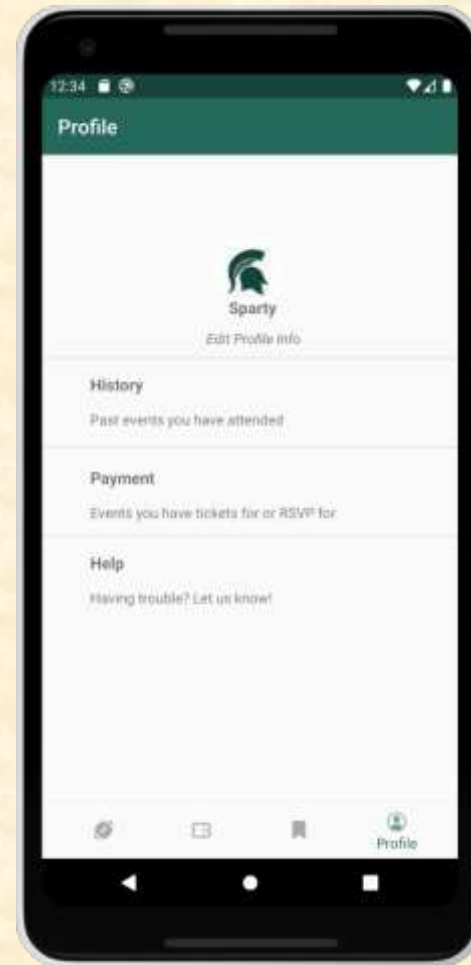 12:34
Profile
Sparty
Edit Profile Info
History
Past events you have attended
Payment
Events you have tickets for or RSVP for
Help
Having trouble? Let us know!
Profile